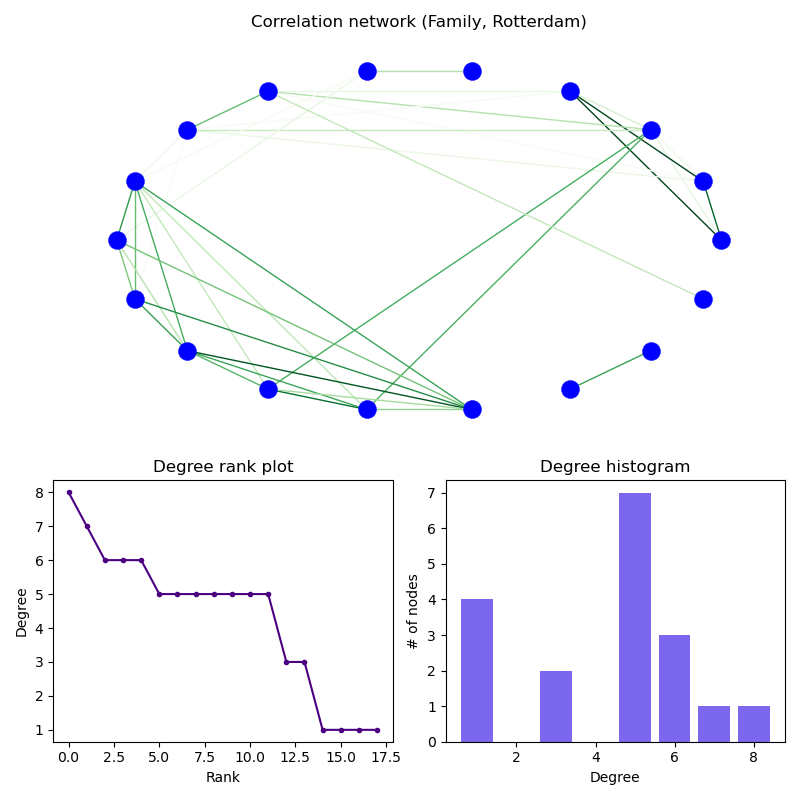 Correlation network (Family, Rotterdam)
Degree rank plot
8
7
6
5
4
3
2
1
Degree
0.0 2.5 5.0 7.5 10.0 12.5 15.0 17.5
Rank
Degree histogram
7
6
5
4
3
2
1
0
# of nodes
2 4 6 8
Degree